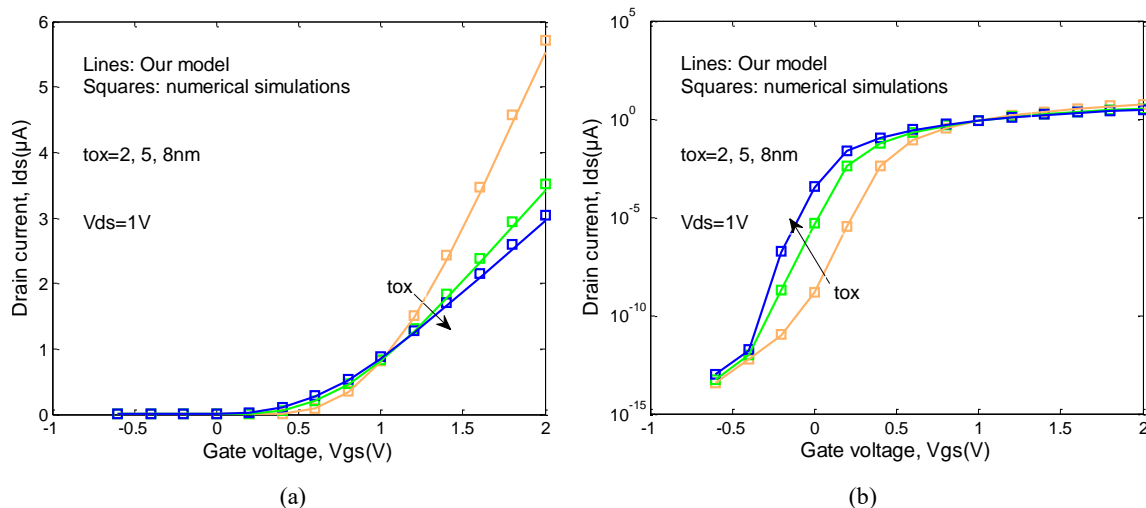 6
5
4
3
2
1
0
Drain current, Ids(μA)
Lines: Our model
Squares: numerical simulations
tox=2, 5, 8nm
Vds=1V
tox
-1 -0.5 0 0.5 1 1.5 2
Gate voltage, Vgs(V)
(a)
10^5
10^0
10^-5
10^-10
10^-15
Drain current, Ids(μA)
Lines: Our model
Squares: numerical simulations
tox=2, 5, 8nm
Vds=1V
tox
-1 -0.5 0 0.5 1 1.5 2
Gate voltage, Vgs(V)
(b)